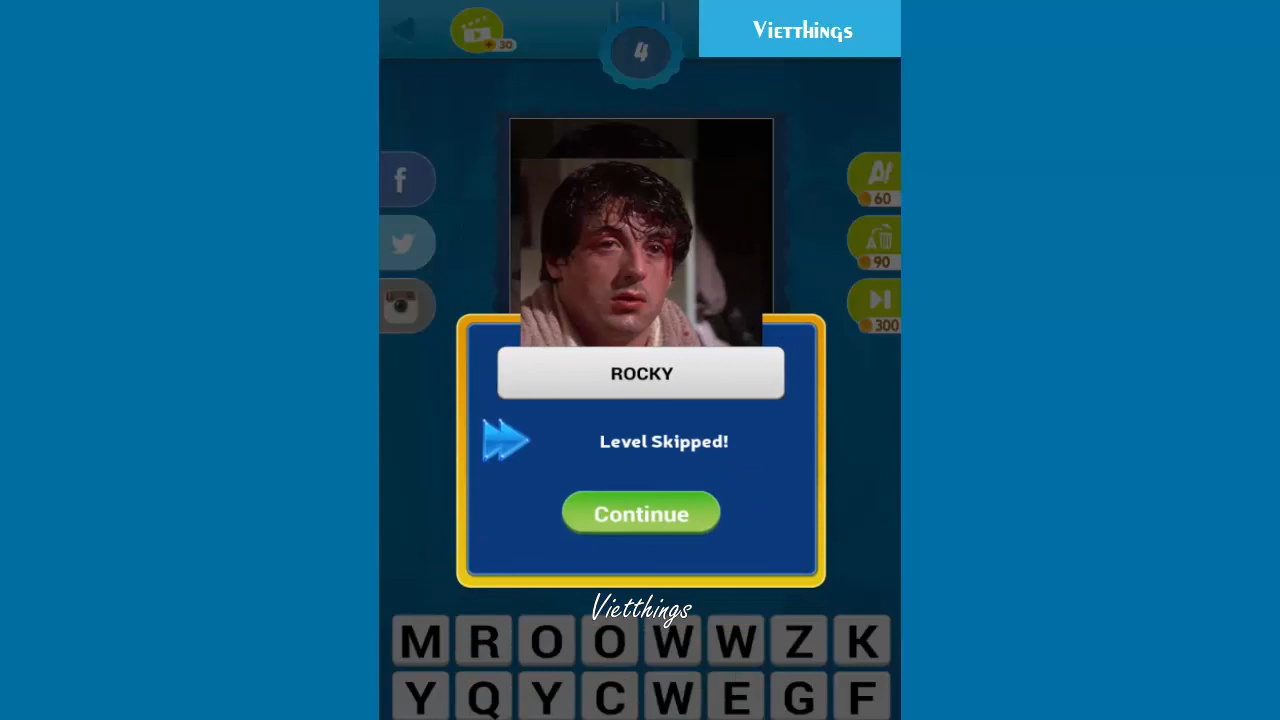 30
4
Vietthings
f
A
60
A
90
300
ROCKY
Level Skipped!
Continue
Vietthings
M R O O W W Z K
Y Q Y C W E G F